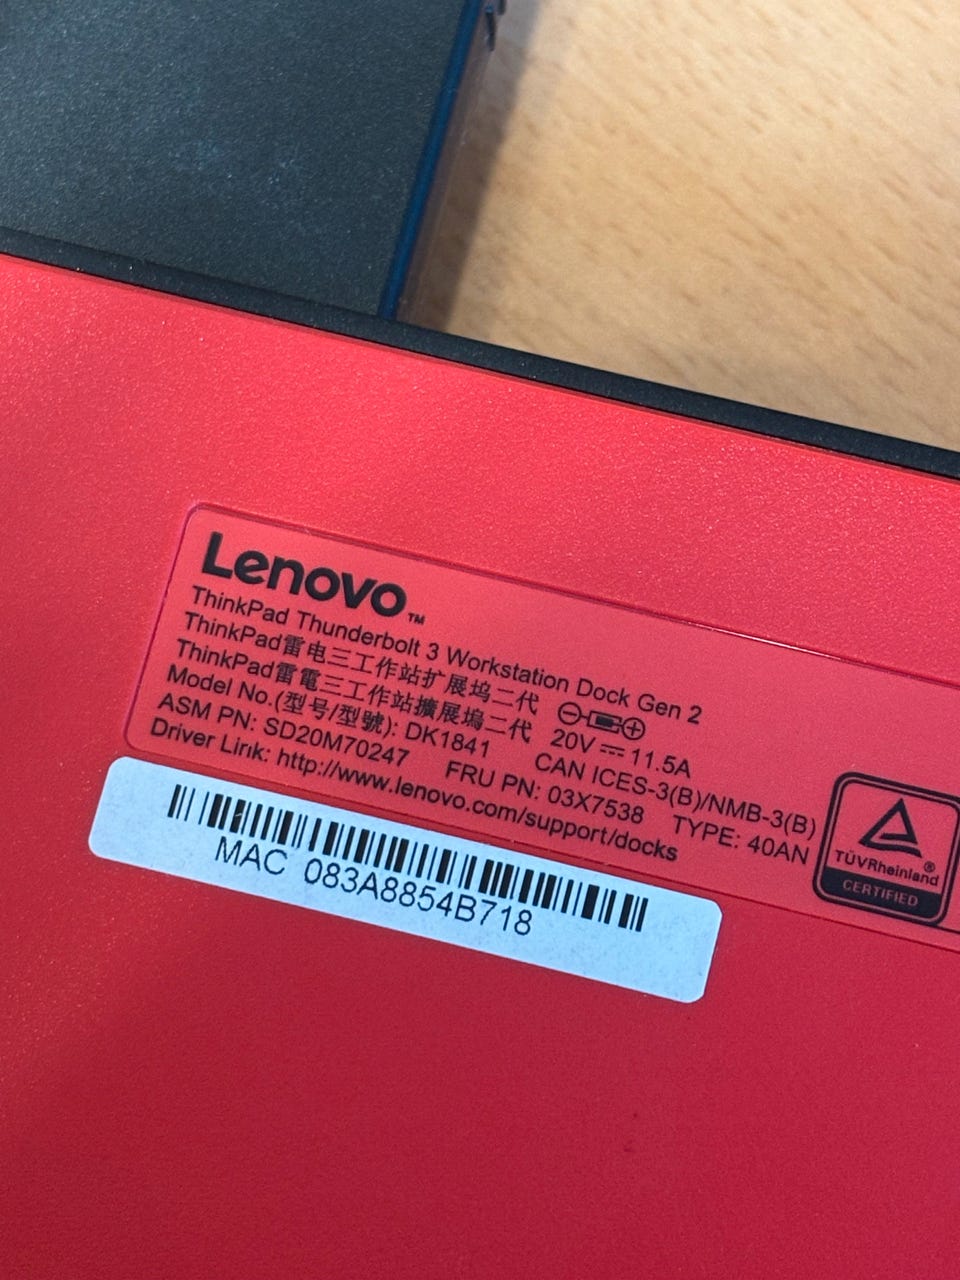 Lenovo™
ThinkPad Thunderbolt 3 Workstation Dock Gen 2
ThinkPad雷电三工作站扩展坞二代
ThinkPad雷電三工作站擴展塢二代 20V ⎓ 11.5A
Model No.(型号/型號): DK1841 CAN ICES-3(B)/NMB-3(B)
ASM PN: SD20M70247 FRU PN: 03X7538 TYPE: 40AN
Driver Link: http://www.lenovo.com/support/docks
TÜVRheinland®
CERTIFIED
MAC 083A8854B718